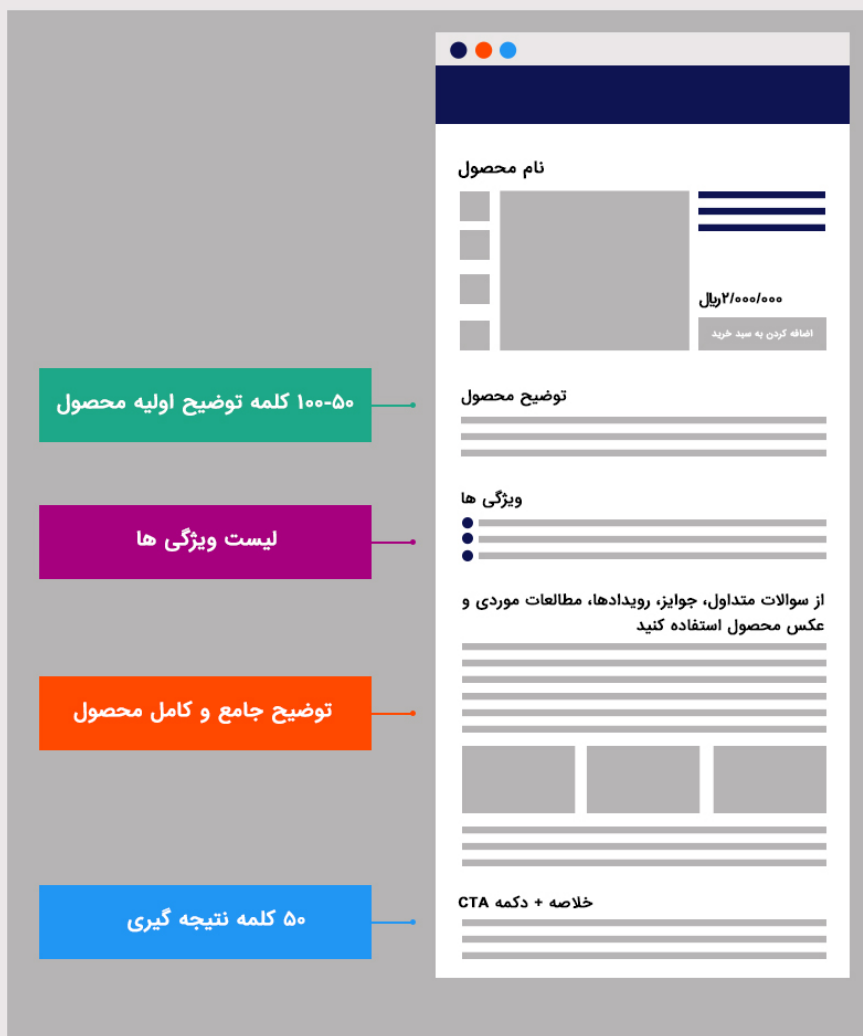 نام محصول
۲/۰۰۰/۰۰۰ریال
اضافه کردن به سبد خرید
توضیح محصول
۵۰-۱۰۰ کلمه توضیح اولیه محصول
ویژگی ها
لیست ویژگی ها
از سوالات متداول، جوایز، رویدادها، مطالعات موردی و
عکس محصول استفاده کنید
توضیح جامع و کامل محصول
خلاصه + دکمه CTA
۵۰ کلمه نتیجه گیری